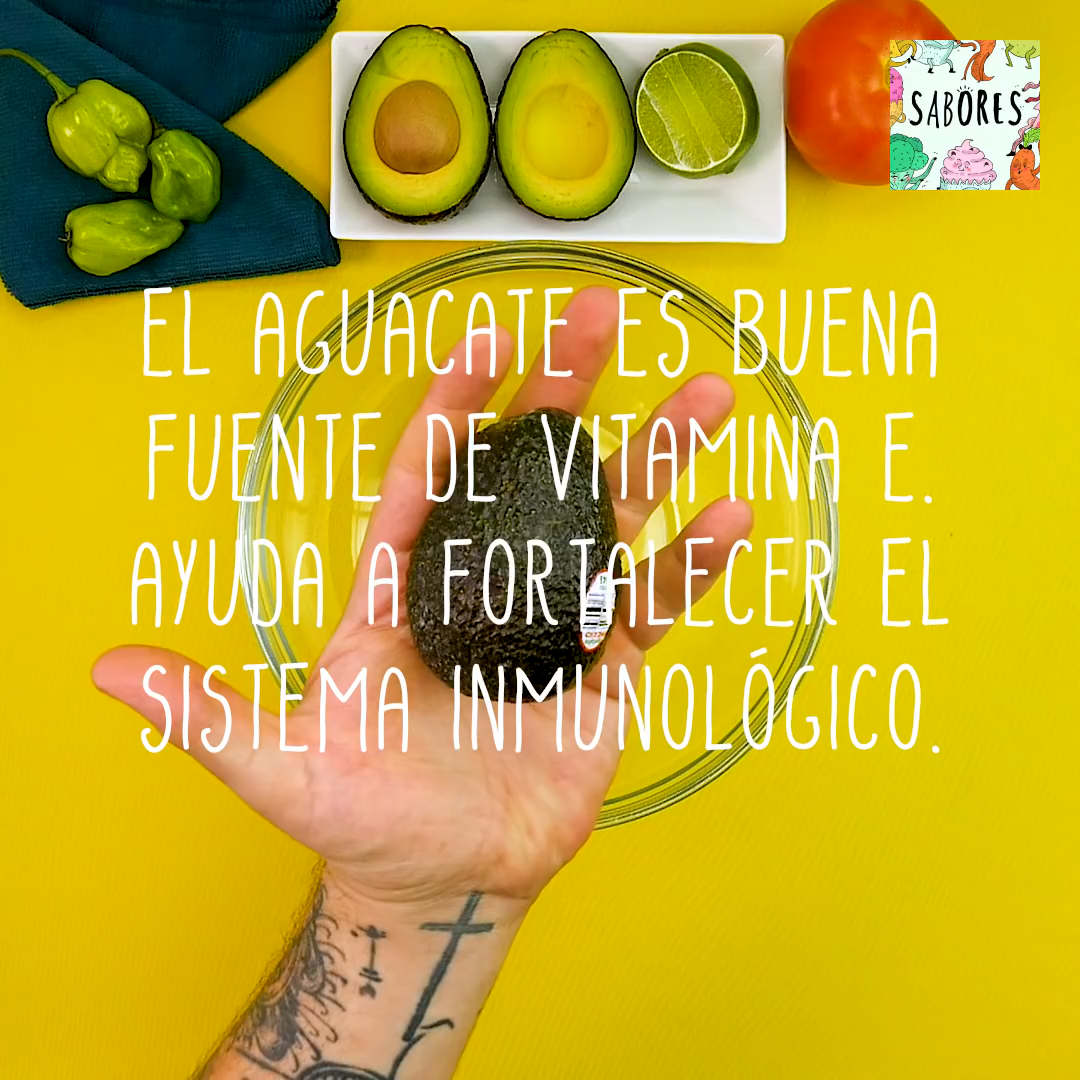 SABORES
EL AGUACATE ES BUENA
FUENTE DE VITAMINA E.
AYUDA A FORTALECER EL
SISTEMA INMUNOLÓGICO.